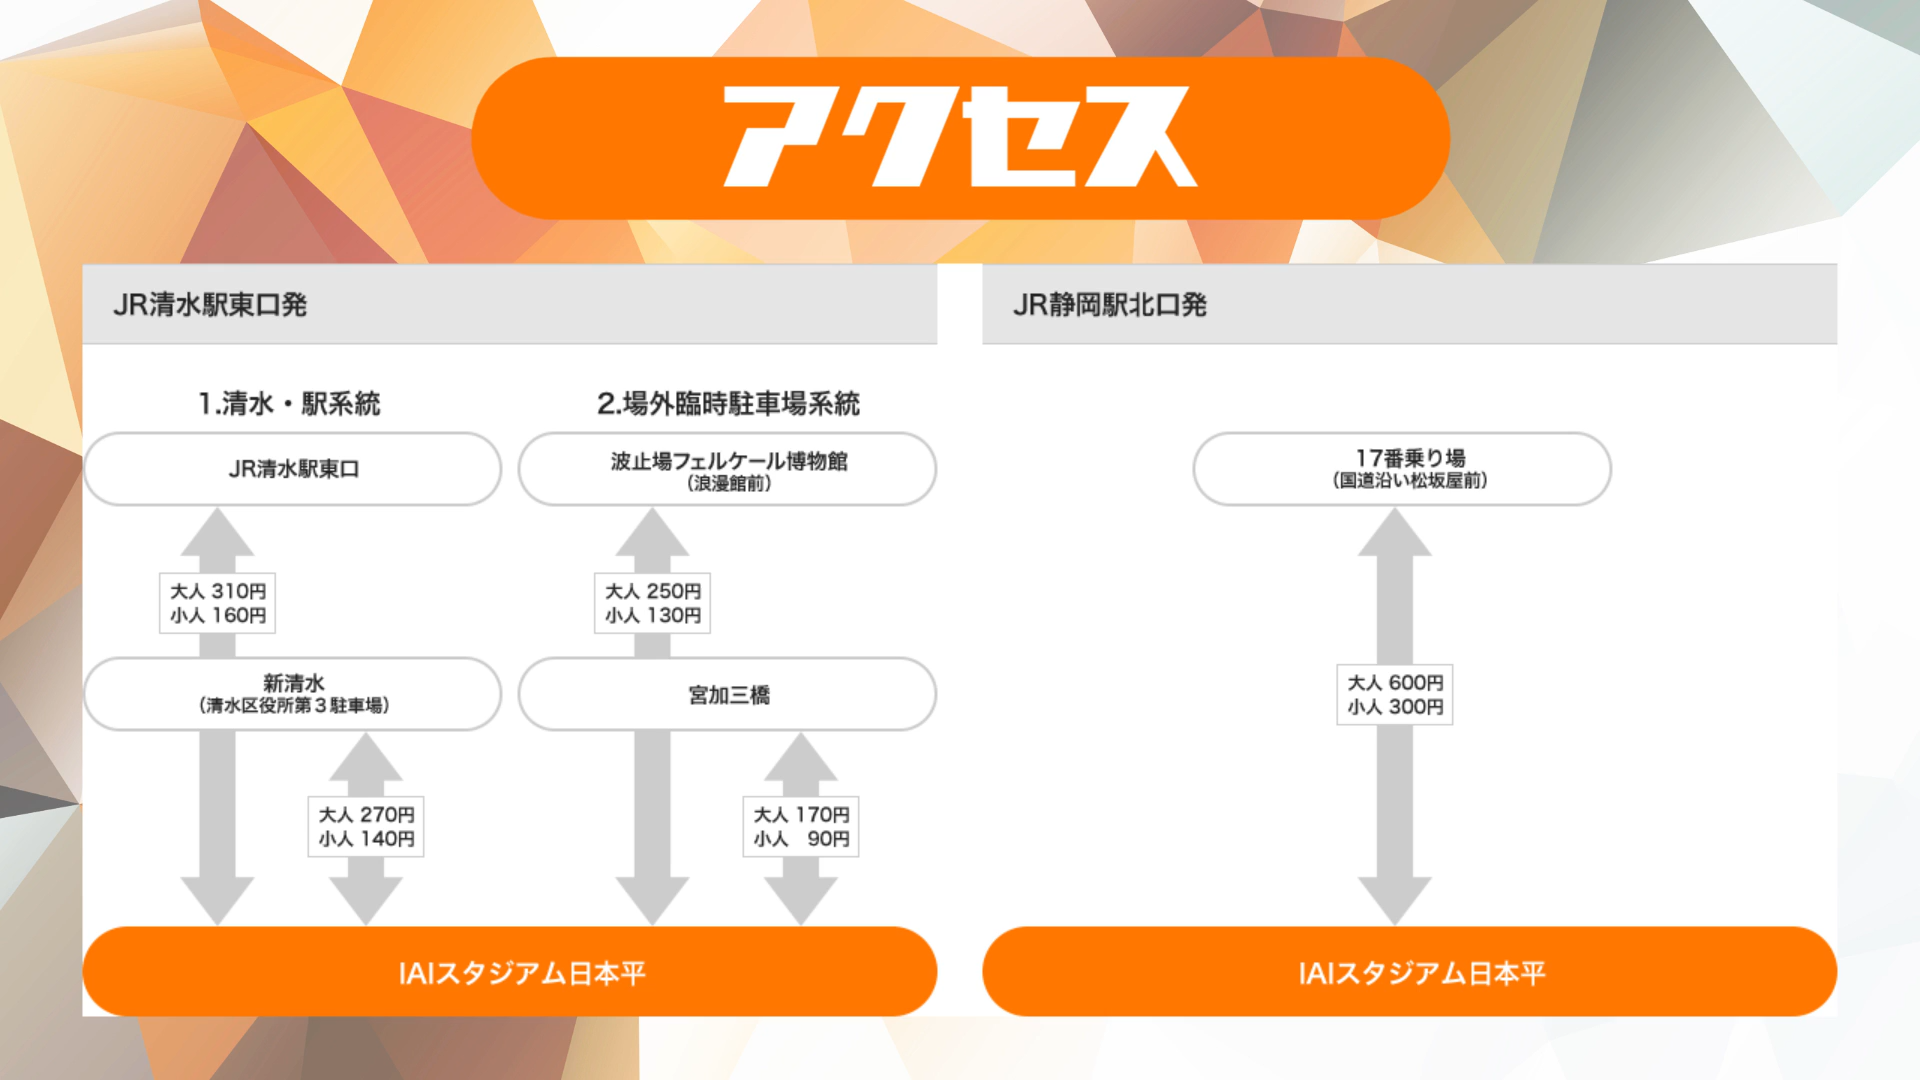 アクセス
JR清水駅東口発
1.清水・駅系統
JR清水駅東口
大人 310円
小人 160円
新清水
（清水区役所第３駐車場）
大人 270円
小人 140円
2.場外臨時駐車場系統
波止場フェルケール博物館
（浪漫館前）
大人 250円
小人 130円
宮加三橋
大人 170円
小人　90円
IAIスタジアム日本平
JR静岡駅北口発
17番乗り場
（国道沿い松坂屋前）
大人 600円
小人 300円
IAIスタジアム日本平